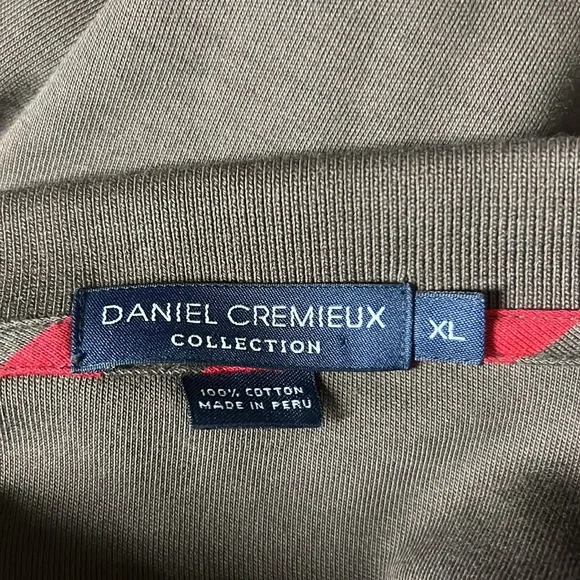 DANIEL CREMIEUX
COLLECTION
XL
100% COTTON
MADE IN PERU